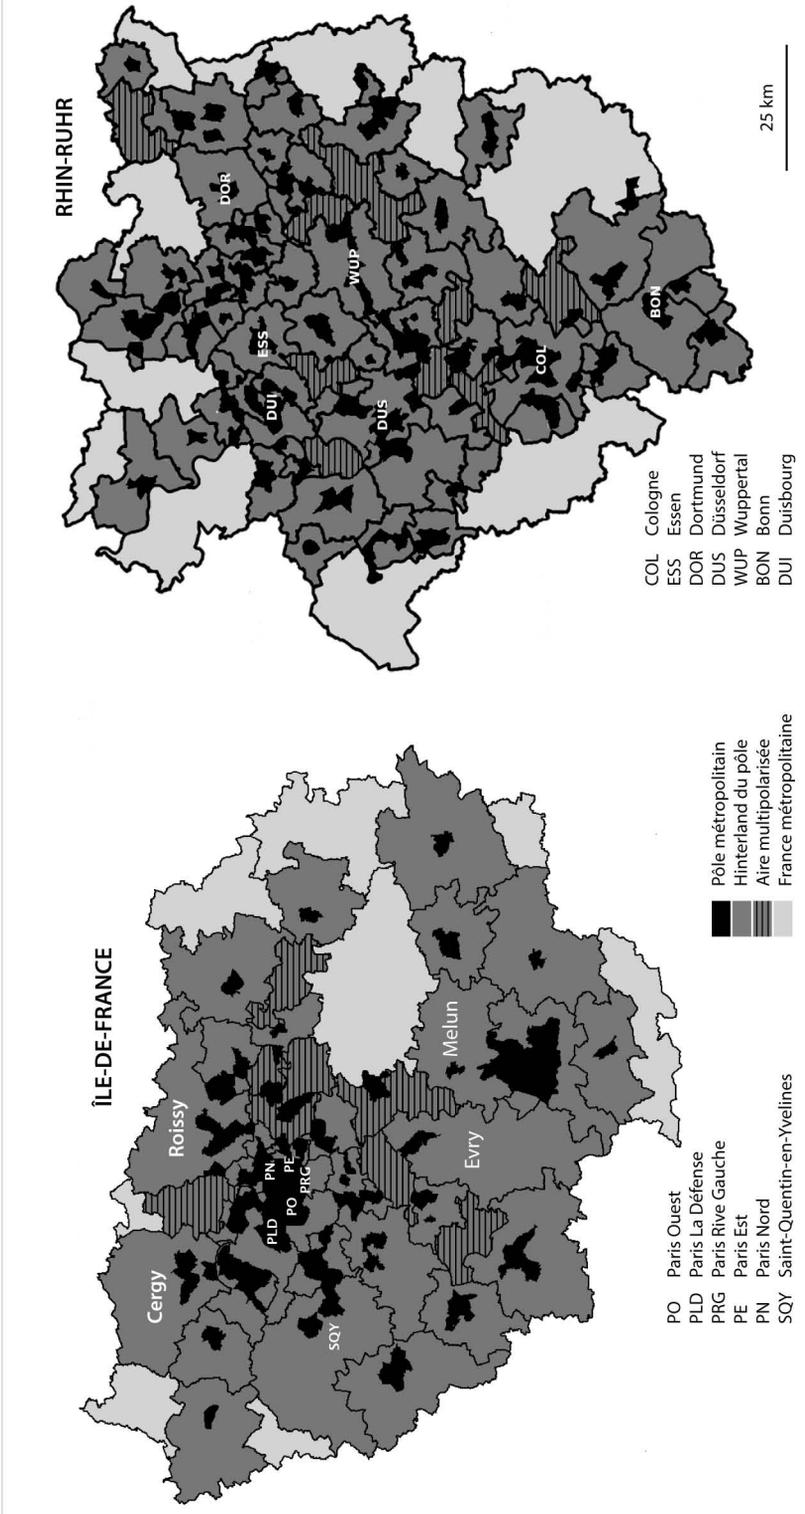 ÎLE-DE-FRANCE
Cergy
Roissy
PLD
PO
PN
PE
PRG
SQY
Evry
Melun
PO Paris Ouest
PLD Paris La Défense
PRG Paris Rive Gauche
PE Paris Est
PN Paris Nord
SQY Saint-Quentin-en-Yvelines
Pôle métropolitain
Hinterland du pôle
Aire multipolarisée
France métropolitaine
RHIN-RUHR
DOR
ESS
DUI
WUP
DUS
COL
BON
COL Cologne
ESS Essen
DOR Dortmund
DUS Düsseldorf
WUP Wuppertal
BON Bonn
DUI Duisbourg
25 km